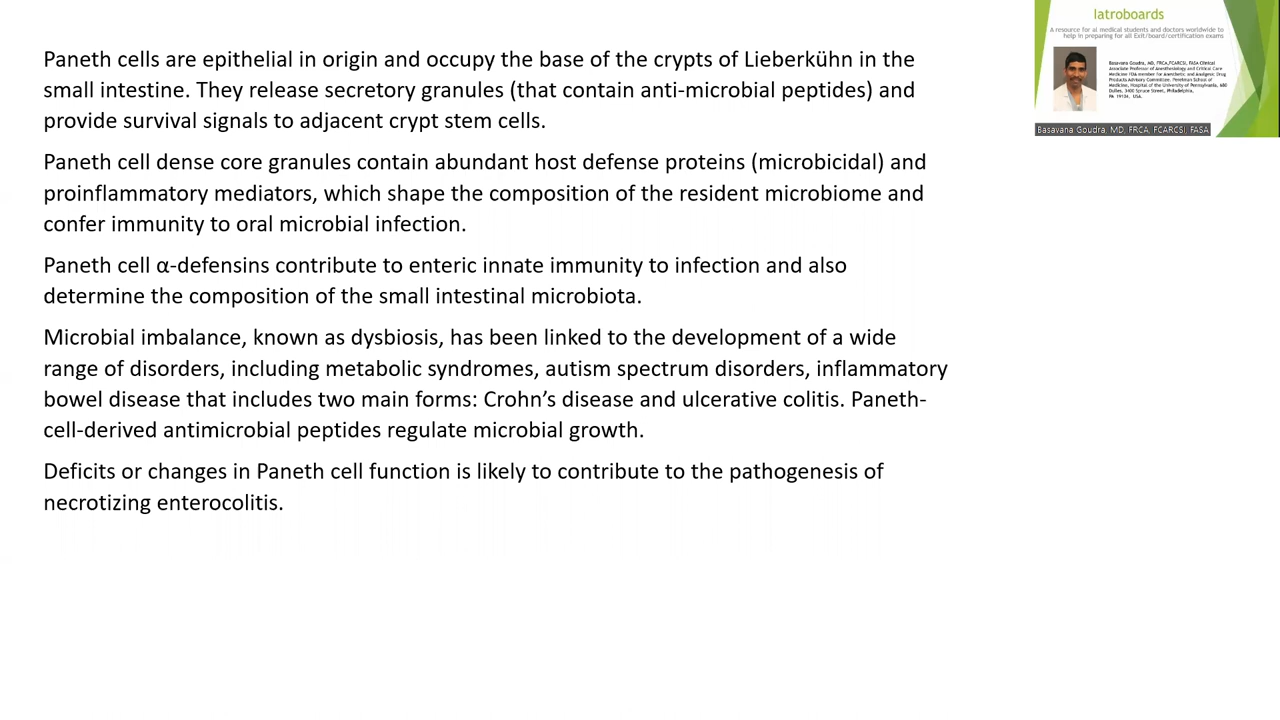 Paneth cells are epithelial in origin and occupy the base of the crypts of Lieberkühn in the
small intestine. They release secretory granules (that contain anti-microbial peptides) and
provide survival signals to adjacent crypt stem cells.
Paneth cell dense core granules contain abundant host defense proteins (microbicidal) and
proinflammatory mediators, which shape the composition of the resident microbiome and
confer immunity to oral microbial infection.
Paneth cell α-defensins contribute to enteric innate immunity to infection and also
determine the composition of the small intestinal microbiota.
Microbial imbalance, known as dysbiosis, has been linked to the development of a wide
range of disorders, including metabolic syndromes, autism spectrum disorders, inflammatory
bowel disease that includes two main forms: Crohn’s disease and ulcerative colitis. Paneth-
cell-derived antimicrobial peptides regulate microbial growth.
Deficits or changes in Paneth cell function is likely to contribute to the pathogenesis of
necrotizing enterocolitis.
Iatroboards
A resource for al medical students and doctors worldwide to
help in preparing for all Exit/board/certification exams
Basavana Goudra, MD, FRCA,FCARCSI, FASA Clinical
Associate Professor of Anesthesiology and Critical Care
Medicine FDA member for Anesthetic and Analgesic Drug
Products Advisory Committee. Perelman School of
Medicine, Hospital of the University of Pennsylvania, 680
Dulles, 3400 Spruce Street, Philadelphia,
PA 19104, USA.
Basavana Goudra, MD, FRCA, FCARCSI, FASA